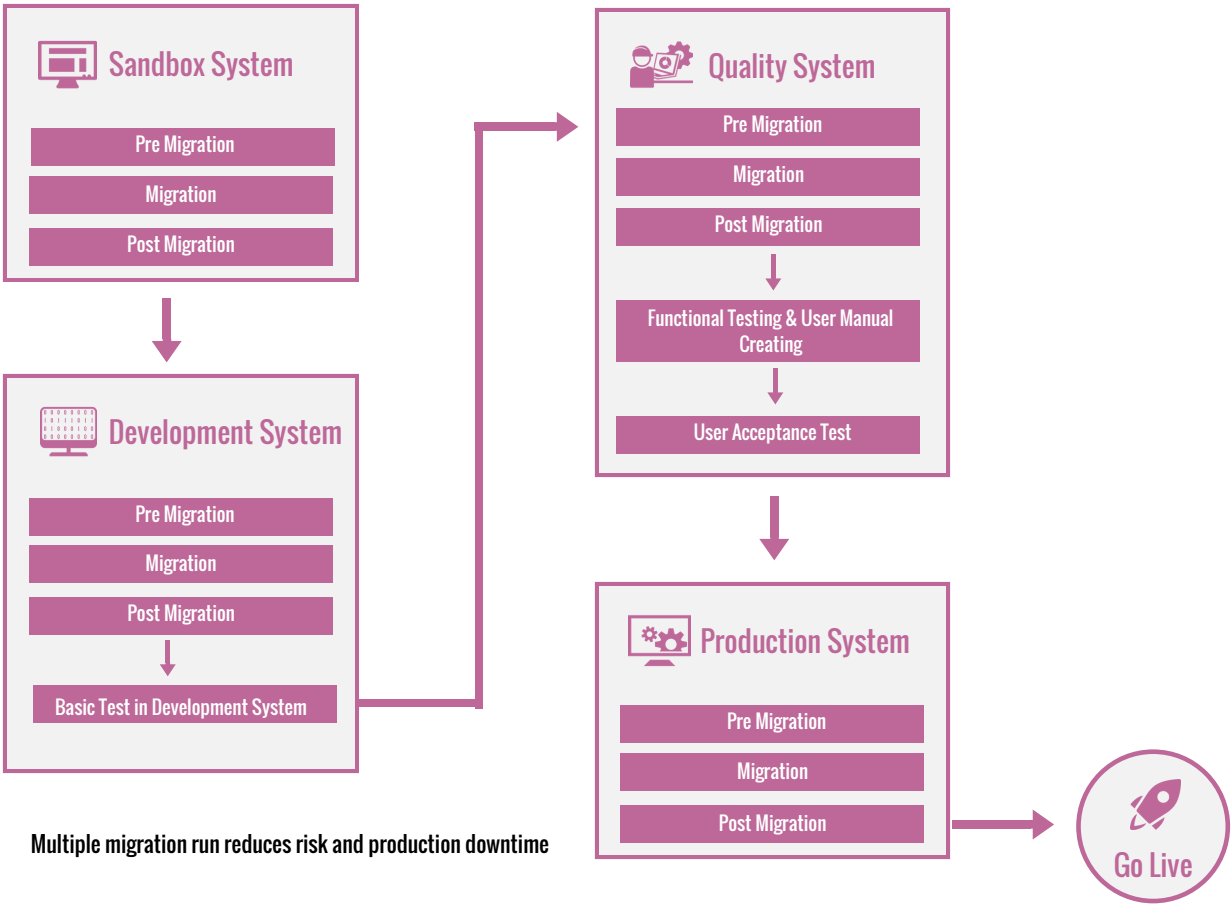 Sandbox System
Pre Migration
Migration
Post Migration
Development System
Pre Migration
Migration
Post Migration
Basic Test in Development System
Quality System
Pre Migration
Migration
Post Migration
Functional Testing & User Manual
Creating
User Acceptance Test
Production System
Pre Migration
Migration
Post Migration
Go Live
Multiple migration run reduces risk and production downtime